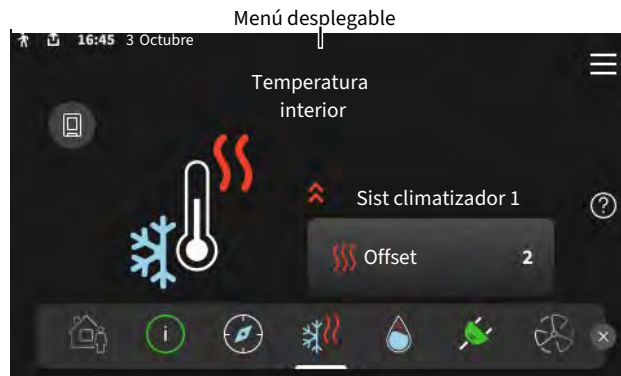 Menú desplegable
16:45 3 Octubre
Temperatura
interior
Sist climatizador 1
Offset 2
i
?